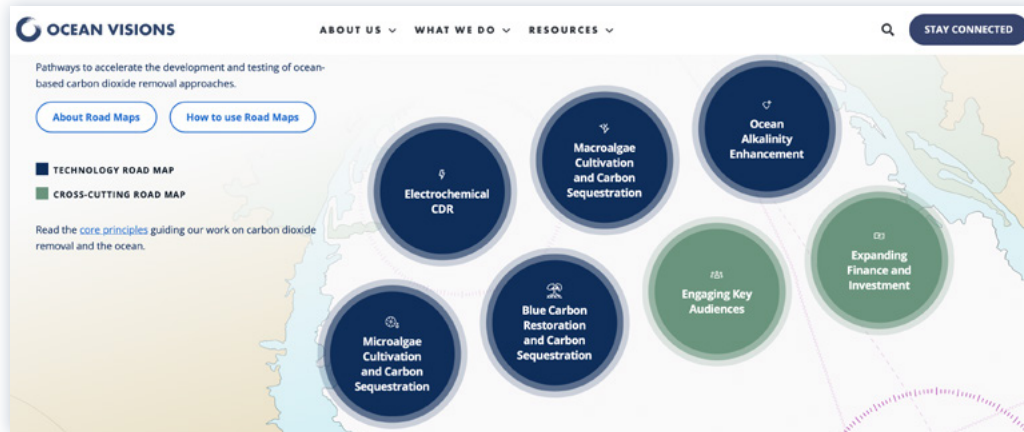 OCEAN VISIONS
ABOUT US
WHAT WE DO
RESOURCES
STAY CONNECTED
Pathways to accelerate the development and testing of ocean-
based carbon dioxide removal approaches.
About Road Maps
How to use Road Maps
TECHNOLOGY ROAD MAP
CROSS-CUTTING ROAD MAP
Read the core principles guiding our work on carbon dioxide
removal and the ocean.
Electrochemical
CDR
Macroalgae
Cultivation
and Carbon
Sequestration
Ocean
Alkalinity
Enhancement
Microalgae
Cultivation
and Carbon
Sequestration
Blue Carbon
Restoration
and Carbon
Sequestration
Engaging Key
Audiences
Expanding
Finance and
Investment